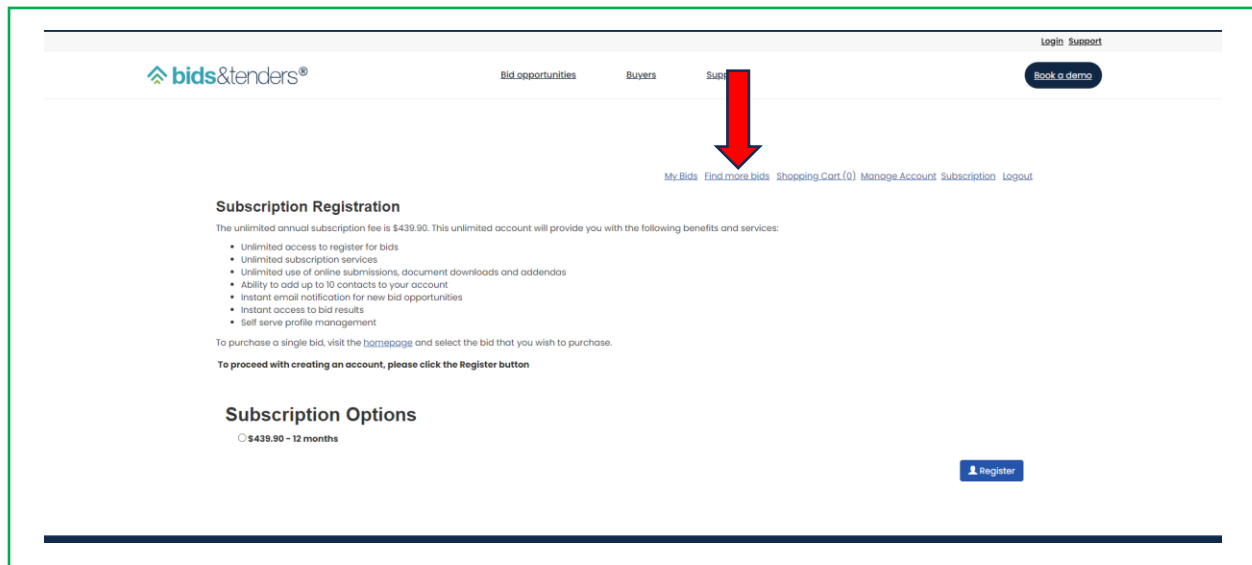 Login Support
bids&tenders®
Bid opportunities Buyers Supp
Book a demo
My Bids Find more bids Shopping Cart (0) Manage Account Subscription Logout
Subscription Registration
The unlimited annual subscription fee is $439.90. This unlimited account will provide you with the following benefits and services:
• Unlimited access to register for bids
• Unlimited subscription services
• Unlimited use of online submissions, document downloads and addendas
• Ability to add up to 10 contacts to your account
• Instant email notification for new bid opportunities
• Instant access to bid results
• Self serve profile management
To purchase a single bid, visit the homepage and select the bid that you wish to purchase.
To proceed with creating an account, please click the Register button
Subscription Options
$439.90 - 12 months
Register